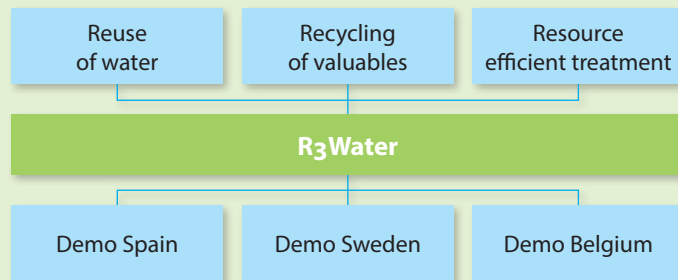 Reuse
of water
Recycling
of valuables
Resource
efficient treatment
R3Water
Demo Spain
Demo Sweden
Demo Belgium